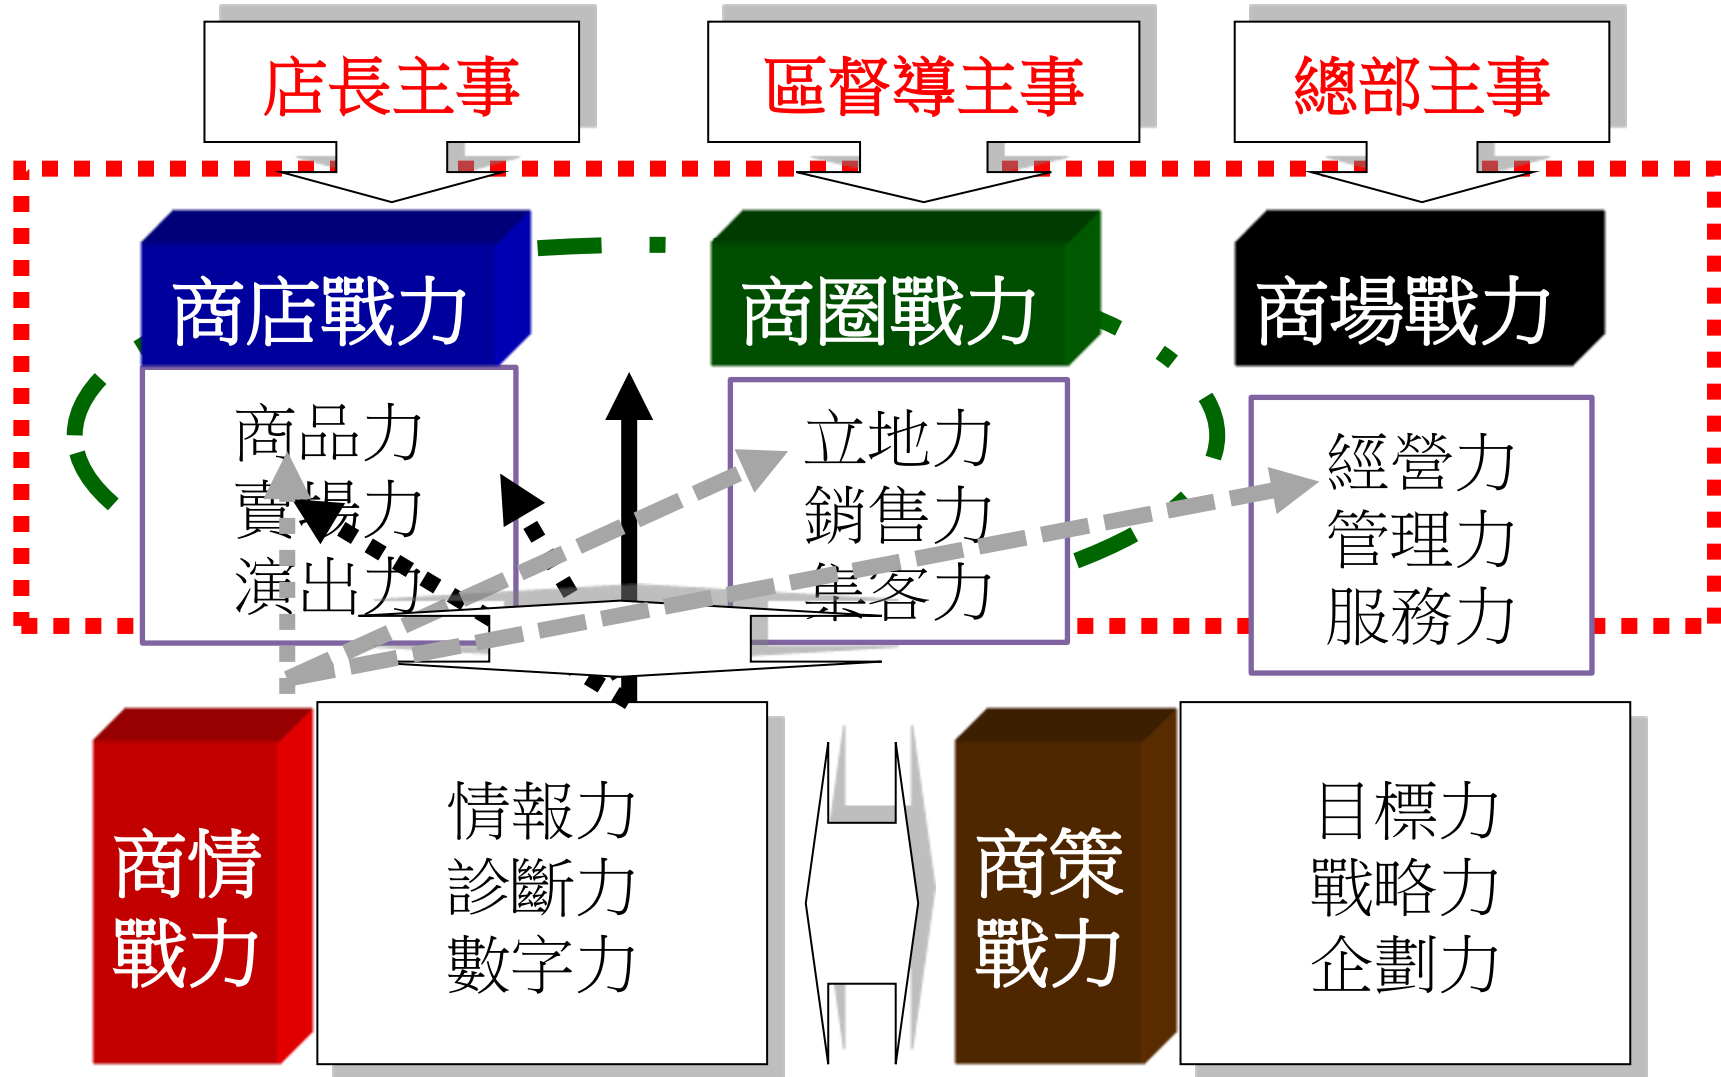 店長主事
區督導主事
總部主事
商店戰力
商圈戰力
商場戰力
商品力
賣場力
演出力
立地力
銷售力
集客力
經營力
管理力
服務力
商情
戰力
情報力
診斷力
數字力
商策
戰力
目標力
戰略力
企劃力